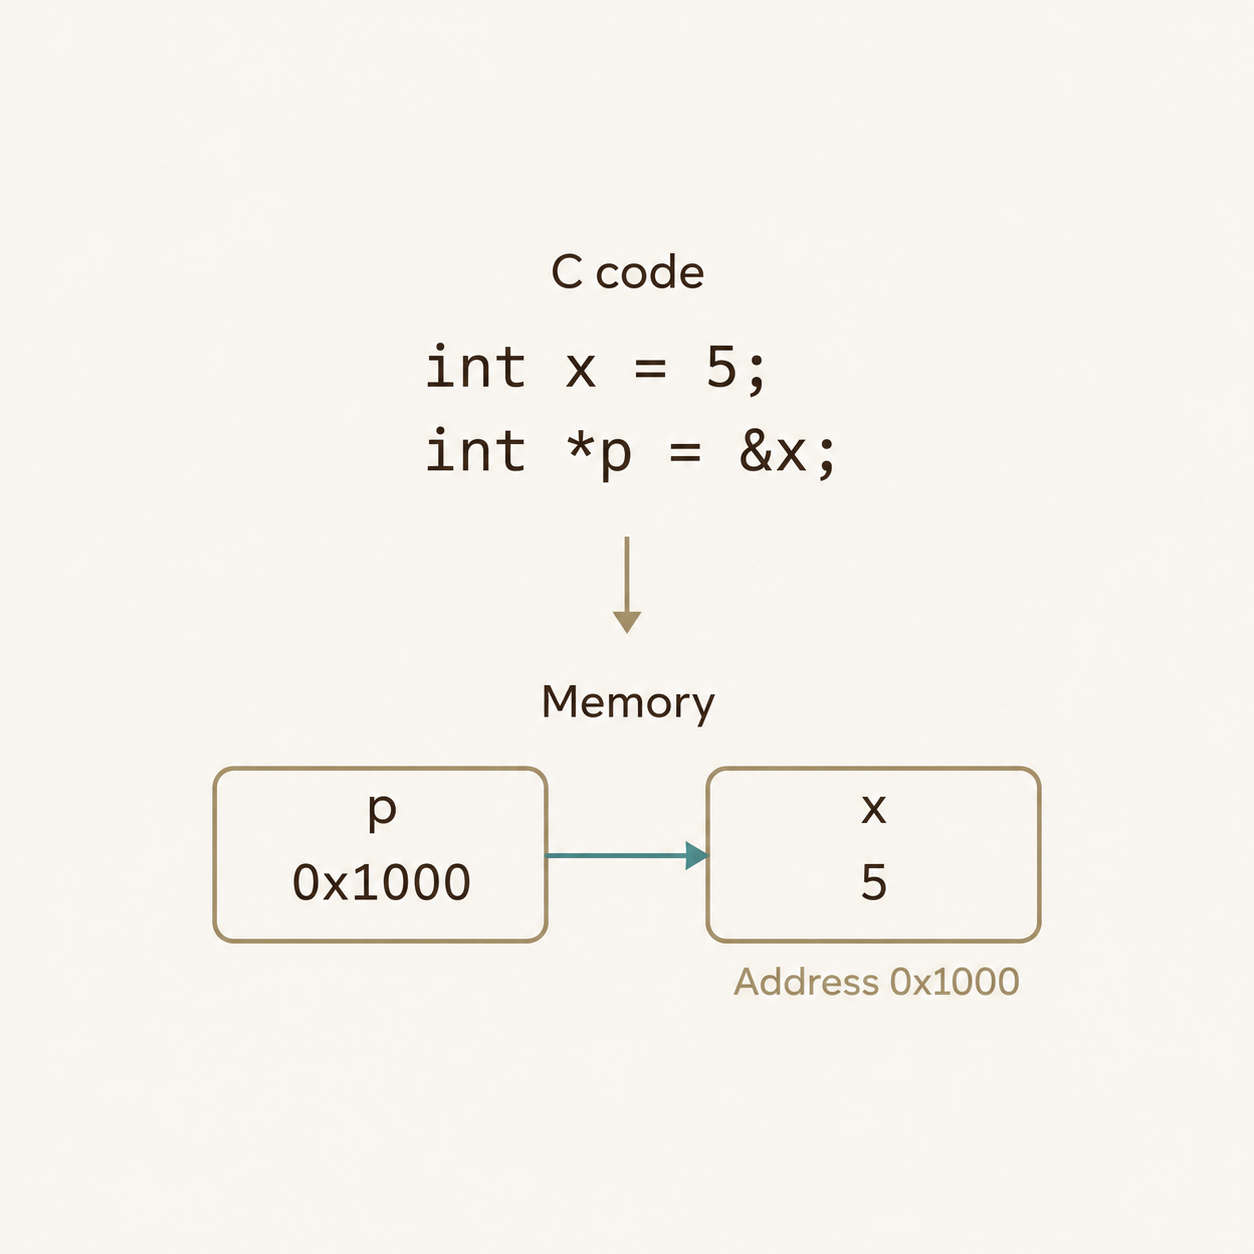 C code
int x = 5;
int *p = &x;
Memory
p
0x1000
x
5
Address 0x1000